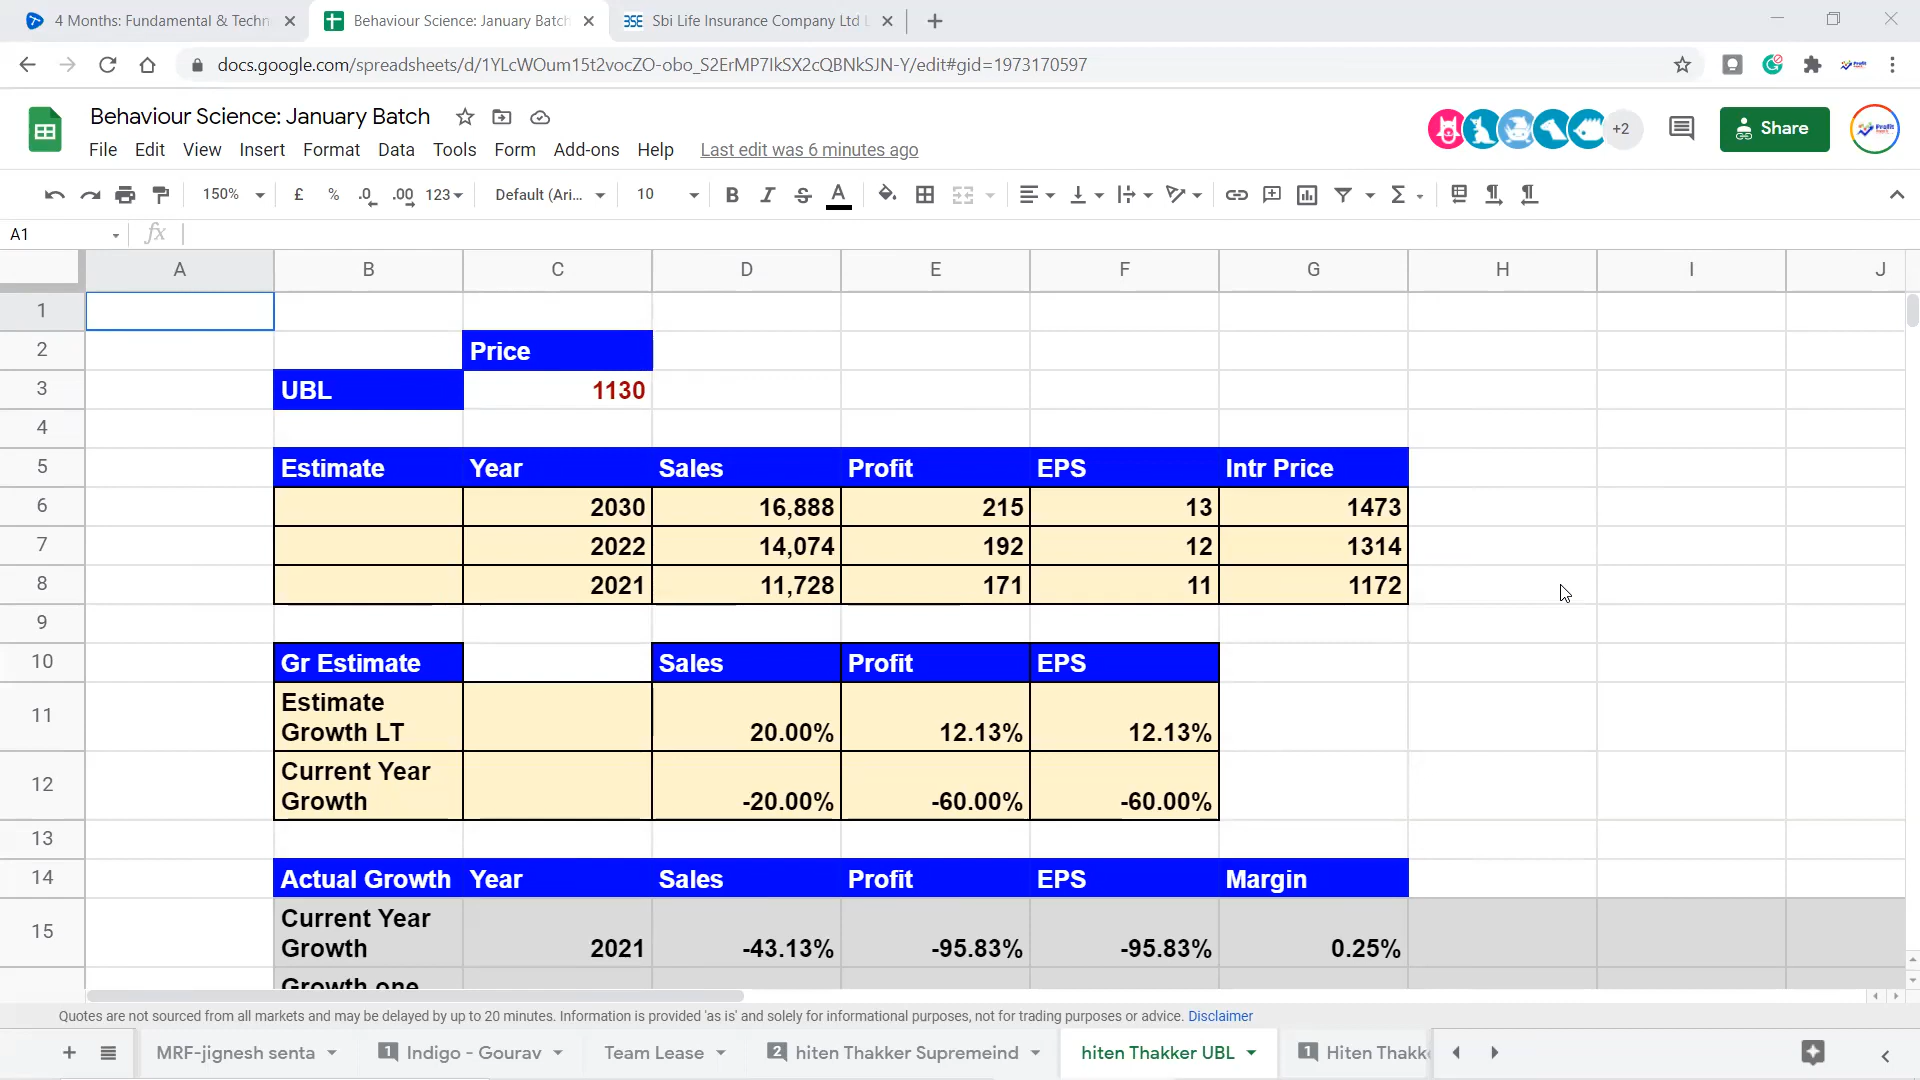 4 Months: Fundamental & Techn
Behaviour Science: January Batch
Sbi Life Insurance Company Ltd
docs.google.com/spreadsheets/d/1YLcWOum15t2vocZO-obo_S2ErMP7IkSX2cQBNkSJN-Y/edit#gid=1973170597
Behaviour Science: January Batch
+2
Share
File Edit View Insert Format Data Tools Form Add-ons Help Last edit was 6 minutes ago
150% £ % .0 .00 123 Default (Ari... 10 B I S A
A1 fx
A B C D E F G H I J
1
2 Price
3 UBL 1130
4
5 Estimate Year Sales Profit EPS Intr Price
6 2030 16,888 215 13 1473
7 2022 14,074 192 12 1314
8 2021 11,728 171 11 1172
9
10 Gr Estimate Sales Profit EPS
Estimate
11 Growth LT 20.00% 12.13% 12.13%
Current Year
12 Growth -20.00% -60.00% -60.00%
13
14 Actual Growth Year Sales Profit EPS Margin
Current Year
15 Growth 2021 -43.13% -95.83% -95.83% 0.25%
Growth one
Quotes are not sourced from all markets and may be delayed by up to 20 minutes. Information is provided 'as is' and solely for informational purposes, not for trading purposes or advice. Disclaimer
MRF-jignesh senta 1 Indigo - Gourav Team Lease 2 hiten Thakker Supremeind hiten Thakker UBL 1 Hiten Thakk